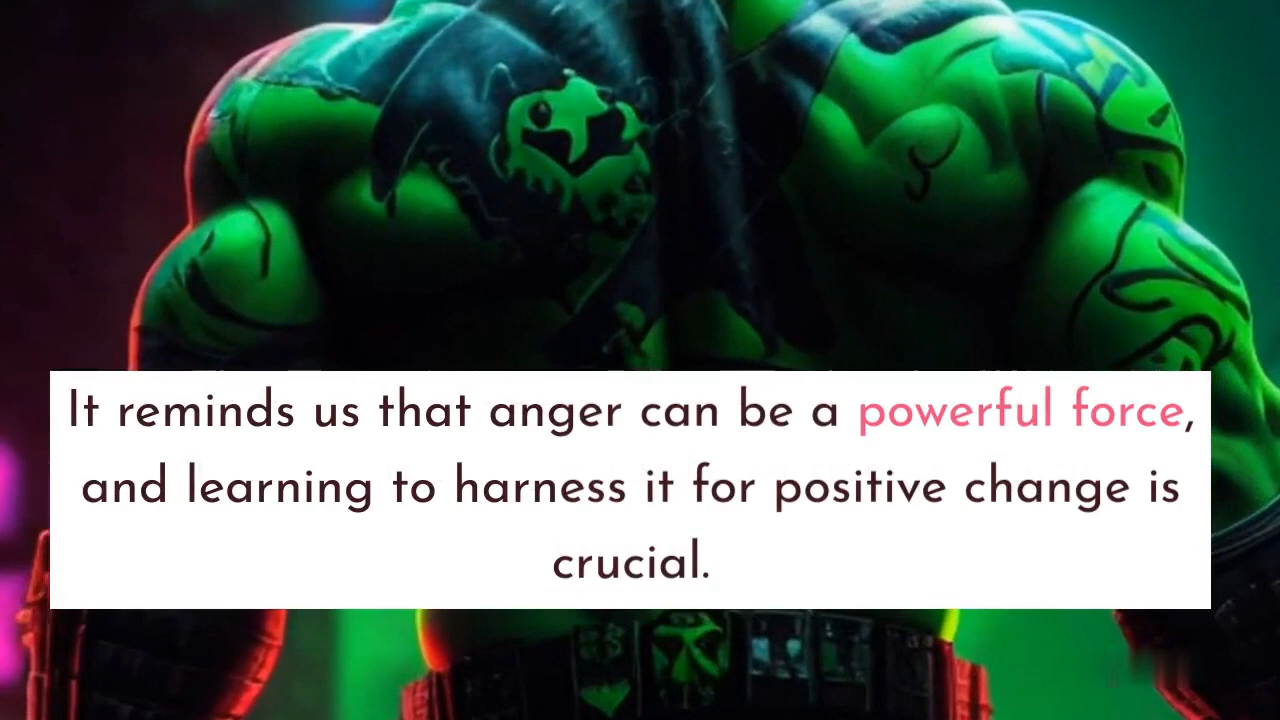 It reminds us that anger can be a powerful force,
and learning to harness it for positive change is
crucial.